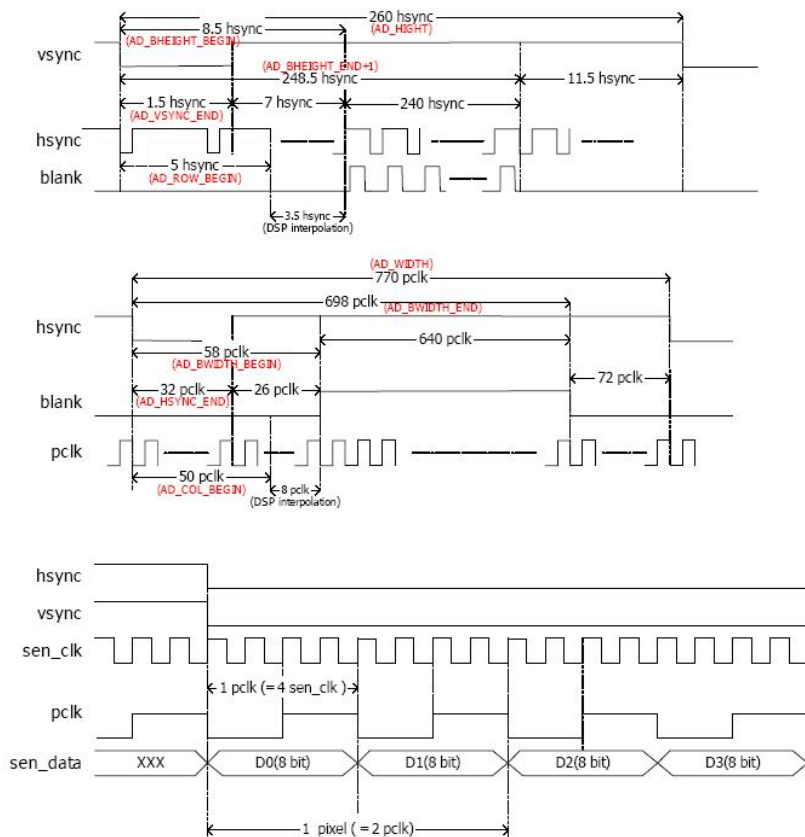 260 hsync
8.5 hsync
(AD_HIGHT)
(AD_BHEIGHT_BEGIN)
vsync
(AD_BHEIGHT_END+1)
248.5 hsync
11.5 hsync
1.5 hsync
7 hsync
240 hsync
(AD_VSYNC_END)
hsync
5 hsync
blank
(AD_ROW_BEGIN)
3.5 hsync
(DSP interpolation)
(AD_WIDTH)
770 pclk
698 pclk
(AD_BWIDTH_END)
hsync
640 pclk
58 pclk
(AD_BWIDTH_BEGIN)
72 pclk
32 pclk
26 pclk
blank
(AD_HSYNC_END)
pclk
50 pclk
(AD_COL_BEGIN)
8 pclk
(DSP interpolation)
hsync
vsync
sen_clk
1 pclk (=4 sen_clk )
pclk
sen_data
XXX
D0(8 bit)
D1(8 bit)
D2(8 bit)
D3(8 bit)
1 pixel ( =2 pclk)